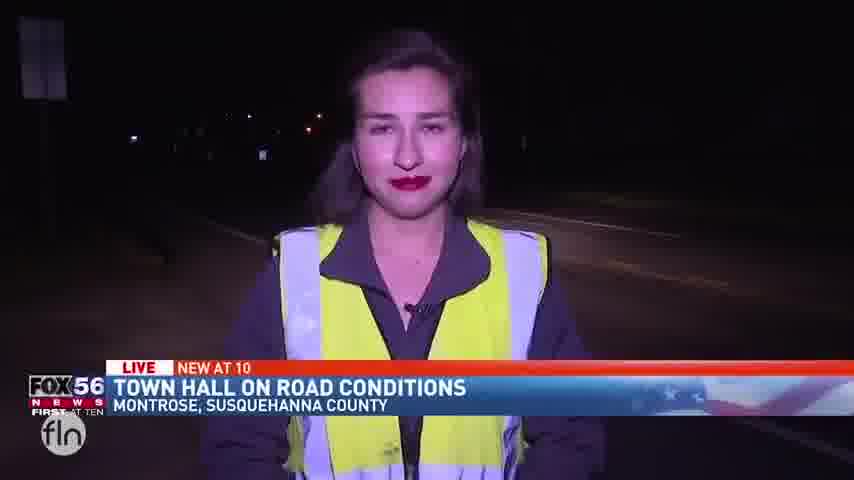 LIVE NEW AT 10
FOX 56
NEWS
FIRST. AT TEN
TOWN HALL ON ROAD CONDITIONS
MONTROSE, SUSQUEHANNA COUNTY
fln